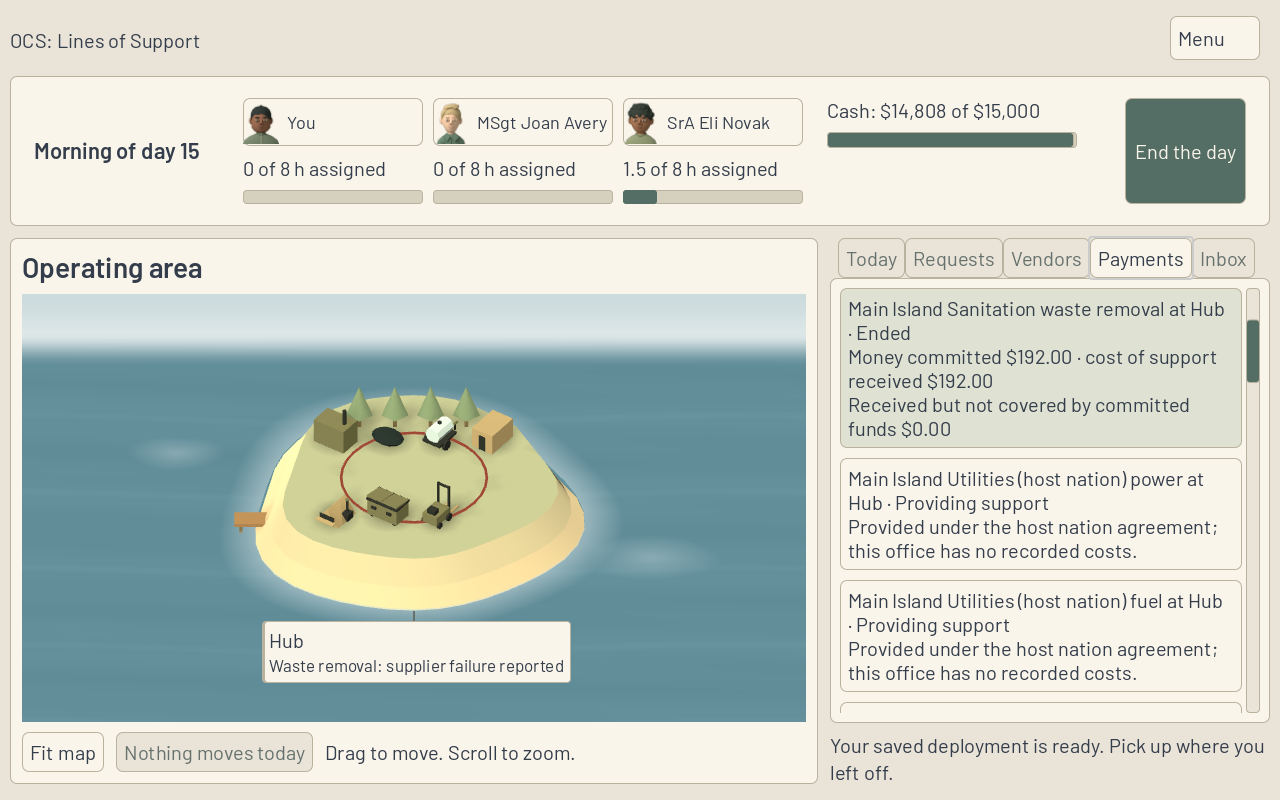 OCS: Lines of Support
Menu
Morning of day 15
You
0 of 8 h assigned
MSgt Joan Avery
0 of 8 h assigned
SrA Eli Novak
1.5 of 8 h assigned
Cash: $14,808 of $15,000
End the day
Operating area
Hub
Waste removal: supplier failure reported
Fit map
Nothing moves today
Drag to move. Scroll to zoom.
Today
Requests
Vendors
Payments
Inbox
Main Island Sanitation waste removal at Hub
· Ended
Money committed $192.00 · cost of support
received $192.00
Received but not covered by committed
funds $0.00
Main Island Utilities (host nation) power at
Hub · Providing support
Provided under the host nation agreement;
this office has no recorded costs.
Main Island Utilities (host nation) fuel at Hub
· Providing support
Provided under the host nation agreement;
this office has no recorded costs.
Your saved deployment is ready. Pick up where you
left off.